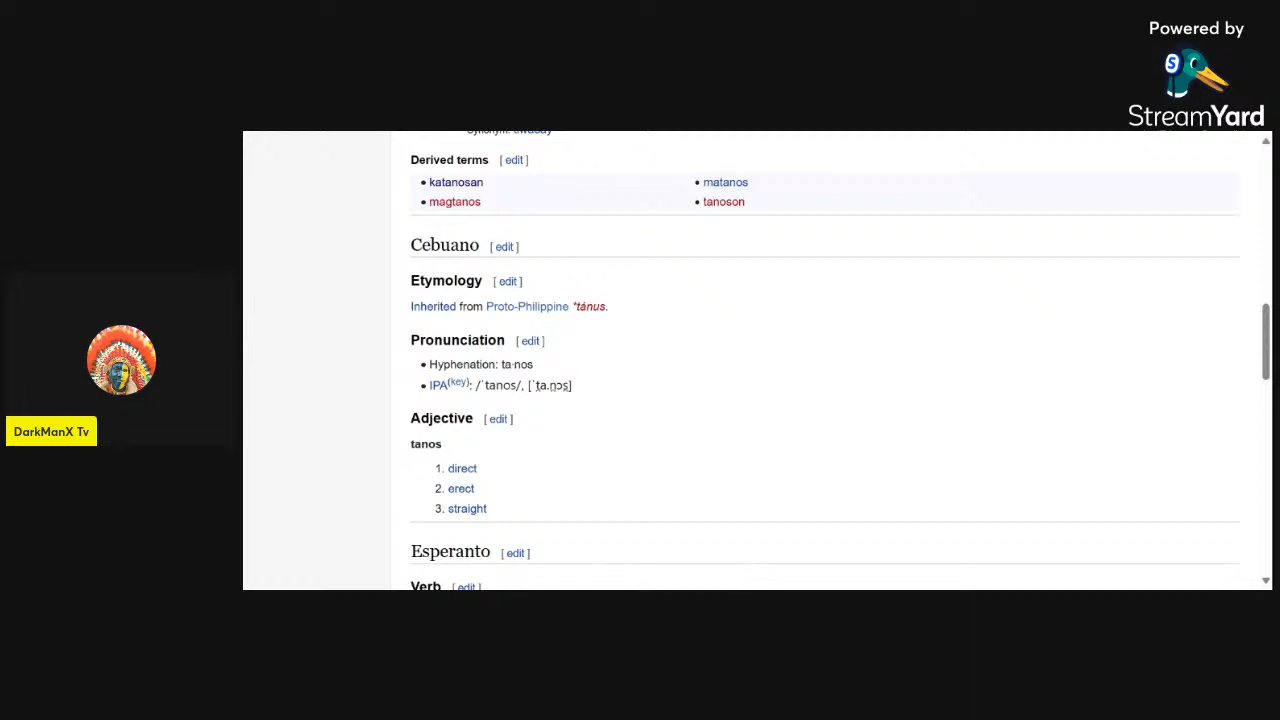 Powered by
StreamYard
Synonym: tiwasay
Derived terms [ edit ]
• katanosan
• matanos
• magtanos
• tanoson
Cebuano [ edit ]
Etymology [ edit ]
Inherited from Proto-Philippine *tánus.
Pronunciation [ edit ]
• Hyphenation: ta‧nos
• IPA(key): /ˈtanos/, [ˈt̪a.n̪os̪]
Adjective [ edit ]
tanos
1. direct
2. erect
3. straight
Esperanto [ edit ]
Verb [ edit ]
DarkManX Tv